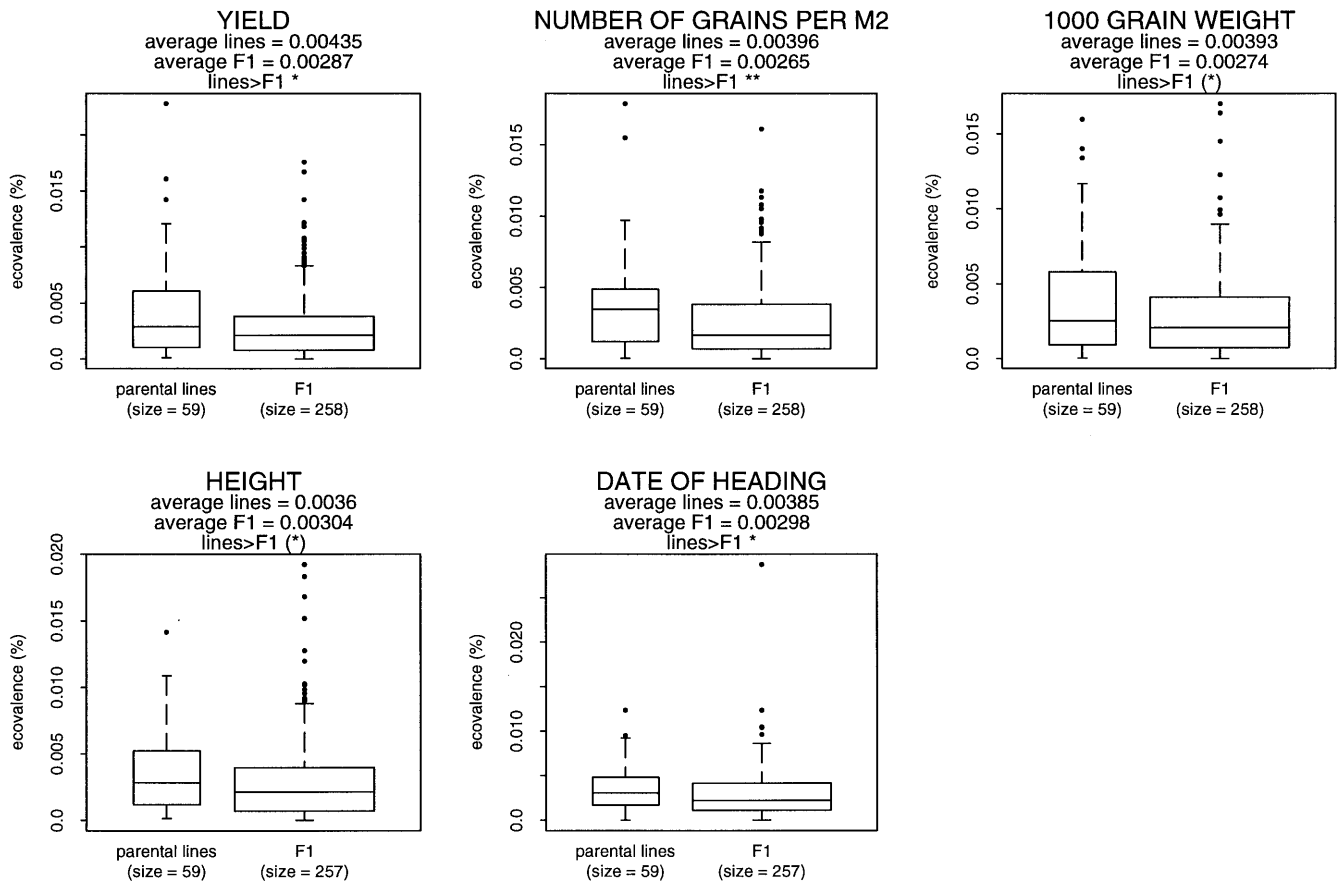 YIELD
average lines = 0.00435
average F1 = 0.00287
lines>F1 *
ecovalence (%)
0.015
0.005
0.0
parental lines
(size = 59)
F1
(size = 258)
NUMBER OF GRAINS PER M2
average lines = 0.00396
average F1 = 0.00265
lines>F1 **
ecovalence (%)
0.015
0.010
0.005
0.0
parental lines
(size = 59)
F1
(size = 258)
1000 GRAIN WEIGHT
average lines = 0.00393
average F1 = 0.00274
lines>F1 (*)
ecovalence (%)
0.015
0.010
0.005
0.0
parental lines
(size = 59)
F1
(size = 258)
HEIGHT
average lines = 0.0036
average F1 = 0.00304
lines>F1 (*)
ecovalence (%)
0.020
0.015
0.010
0.005
0.0
parental lines
(size = 59)
F1
(size = 257)
DATE OF HEADING
average lines = 0.00385
average F1 = 0.00298
lines>F1 *
ecovalence (%)
0.020
0.010
0.0
parental lines
(size = 59)
F1
(size = 257)